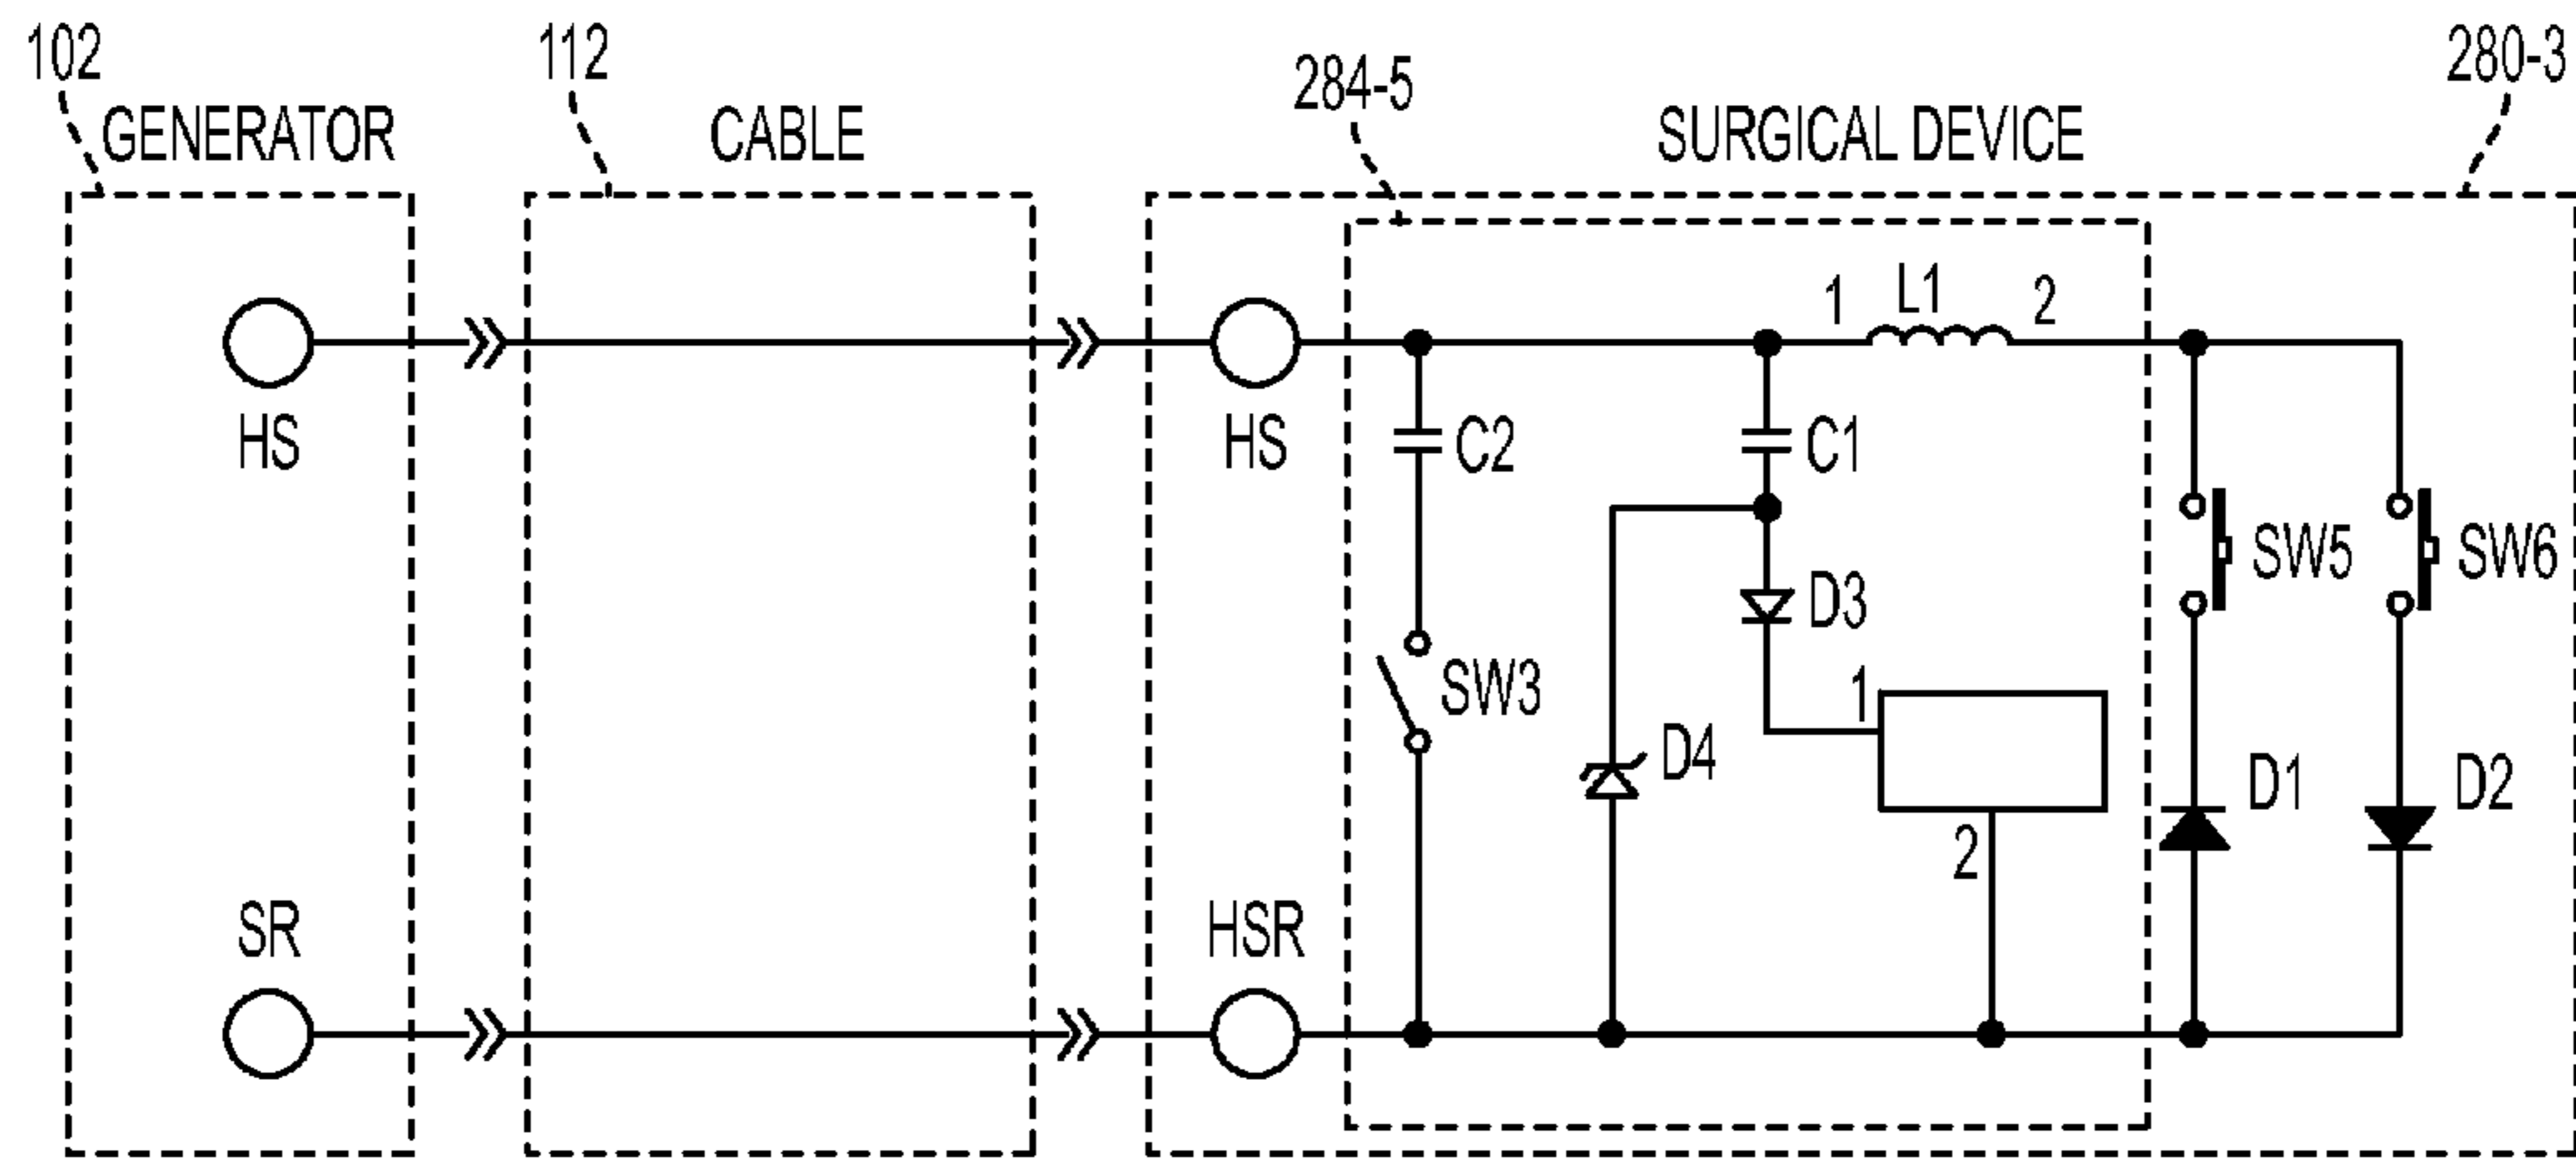 102
112
284-5
280-3
GENERATOR
CABLE
SURGICAL DEVICE
1
L1
2
HS
HS
C2
C1
SW5
SW6
D3
SW3
1
D4
D1
D2
2
SR
HSR